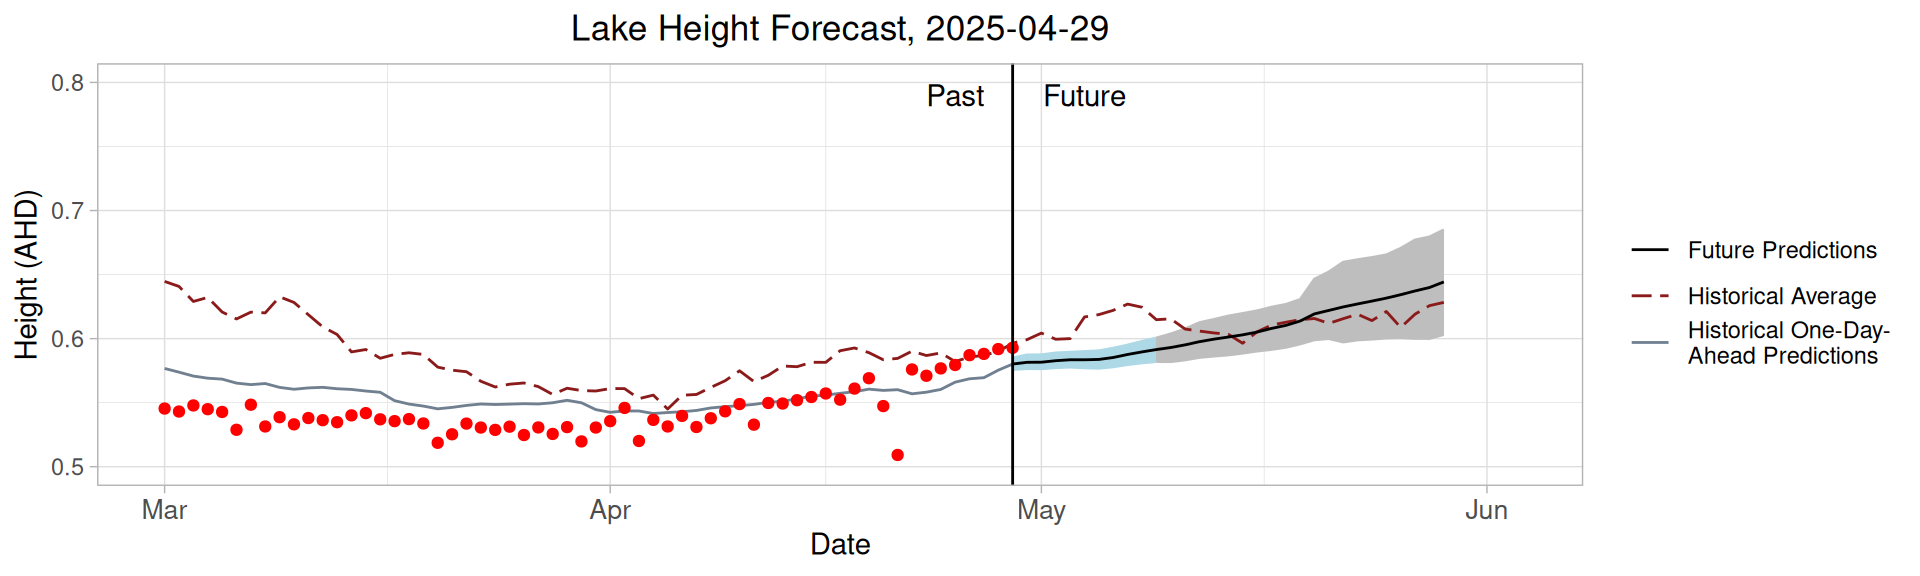 Lake Height Forecast, 2025-04-29
Past
Future
0.8
0.7
0.6
0.5
Height (AHD)
Mar
Apr
May
Jun
Date
Future Predictions
Historical Average
Historical One-Day-
Ahead Predictions